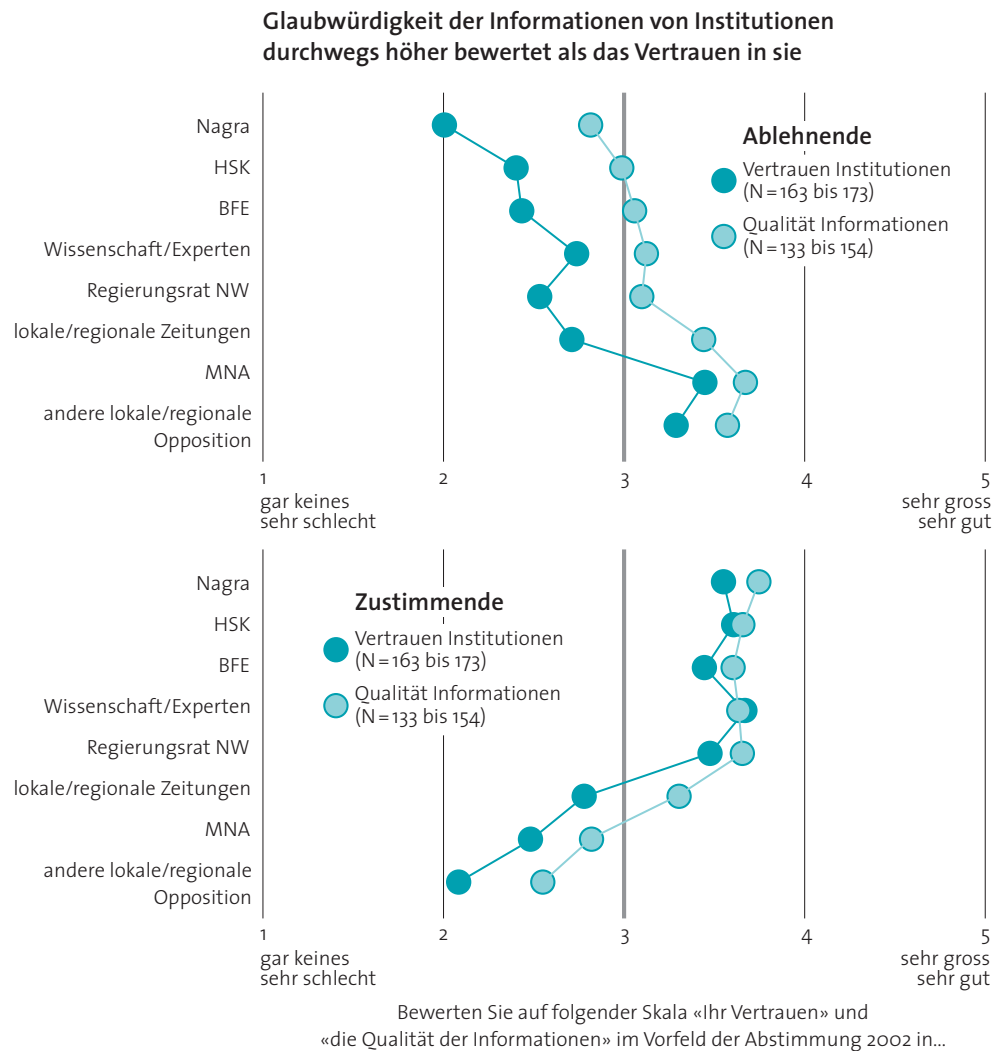 Glaubwürdigkeit der Informationen von Institutionen
durchwegs höher bewertet als das Vertrauen in sie
Nagra
HSK
BFE
Wissenschaft/Experten
Regierungsrat NW
lokale/regionale Zeitungen
MNA
andere lokale/regionale
Opposition
Ablehnende
Vertrauen Institutionen
(N = 163 bis 173)
Qualität Informationen
(N = 133 bis 154)
1 2 3 4 5
gar keines sehr gross
sehr schlecht sehr gut
Nagra
HSK
BFE
Wissenschaft/Experten
Regierungsrat NW
lokale/regionale Zeitungen
MNA
andere lokale/regionale
Opposition
Zustimmende
Vertrauen Institutionen
(N = 163 bis 173)
Qualität Informationen
(N = 133 bis 154)
1 2 3 4 5
gar keines sehr gross
sehr schlecht sehr gut
Bewerten Sie auf folgender Skala «Ihr Vertrauen» und
«die Qualität der Informationen» im Vorfeld der Abstimmung 2002 in...